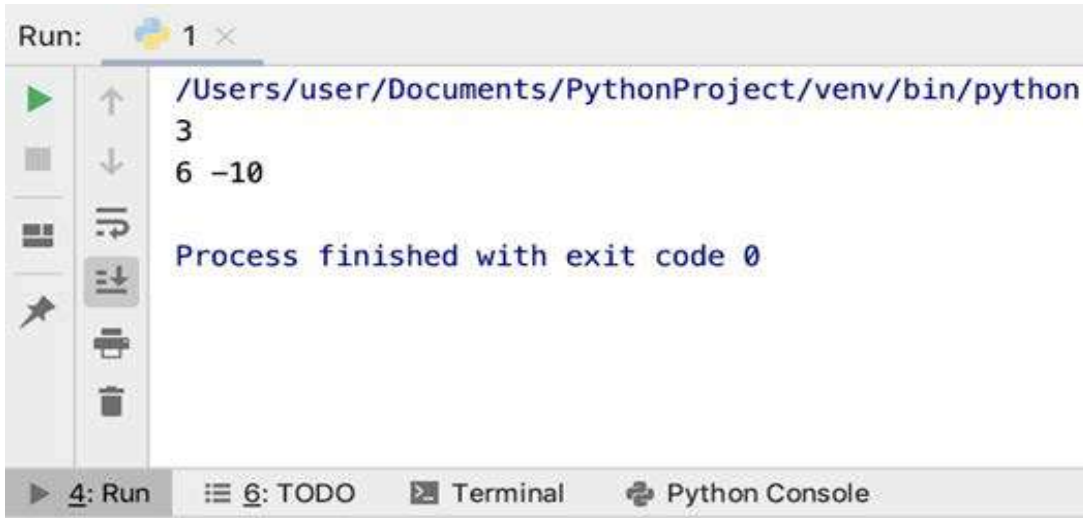 Run: 1 ×
/Users/user/Documents/PythonProject/venv/bin/python
3
6 -10
Process finished with exit code 0
4: Run 6: TODO Terminal Python Console